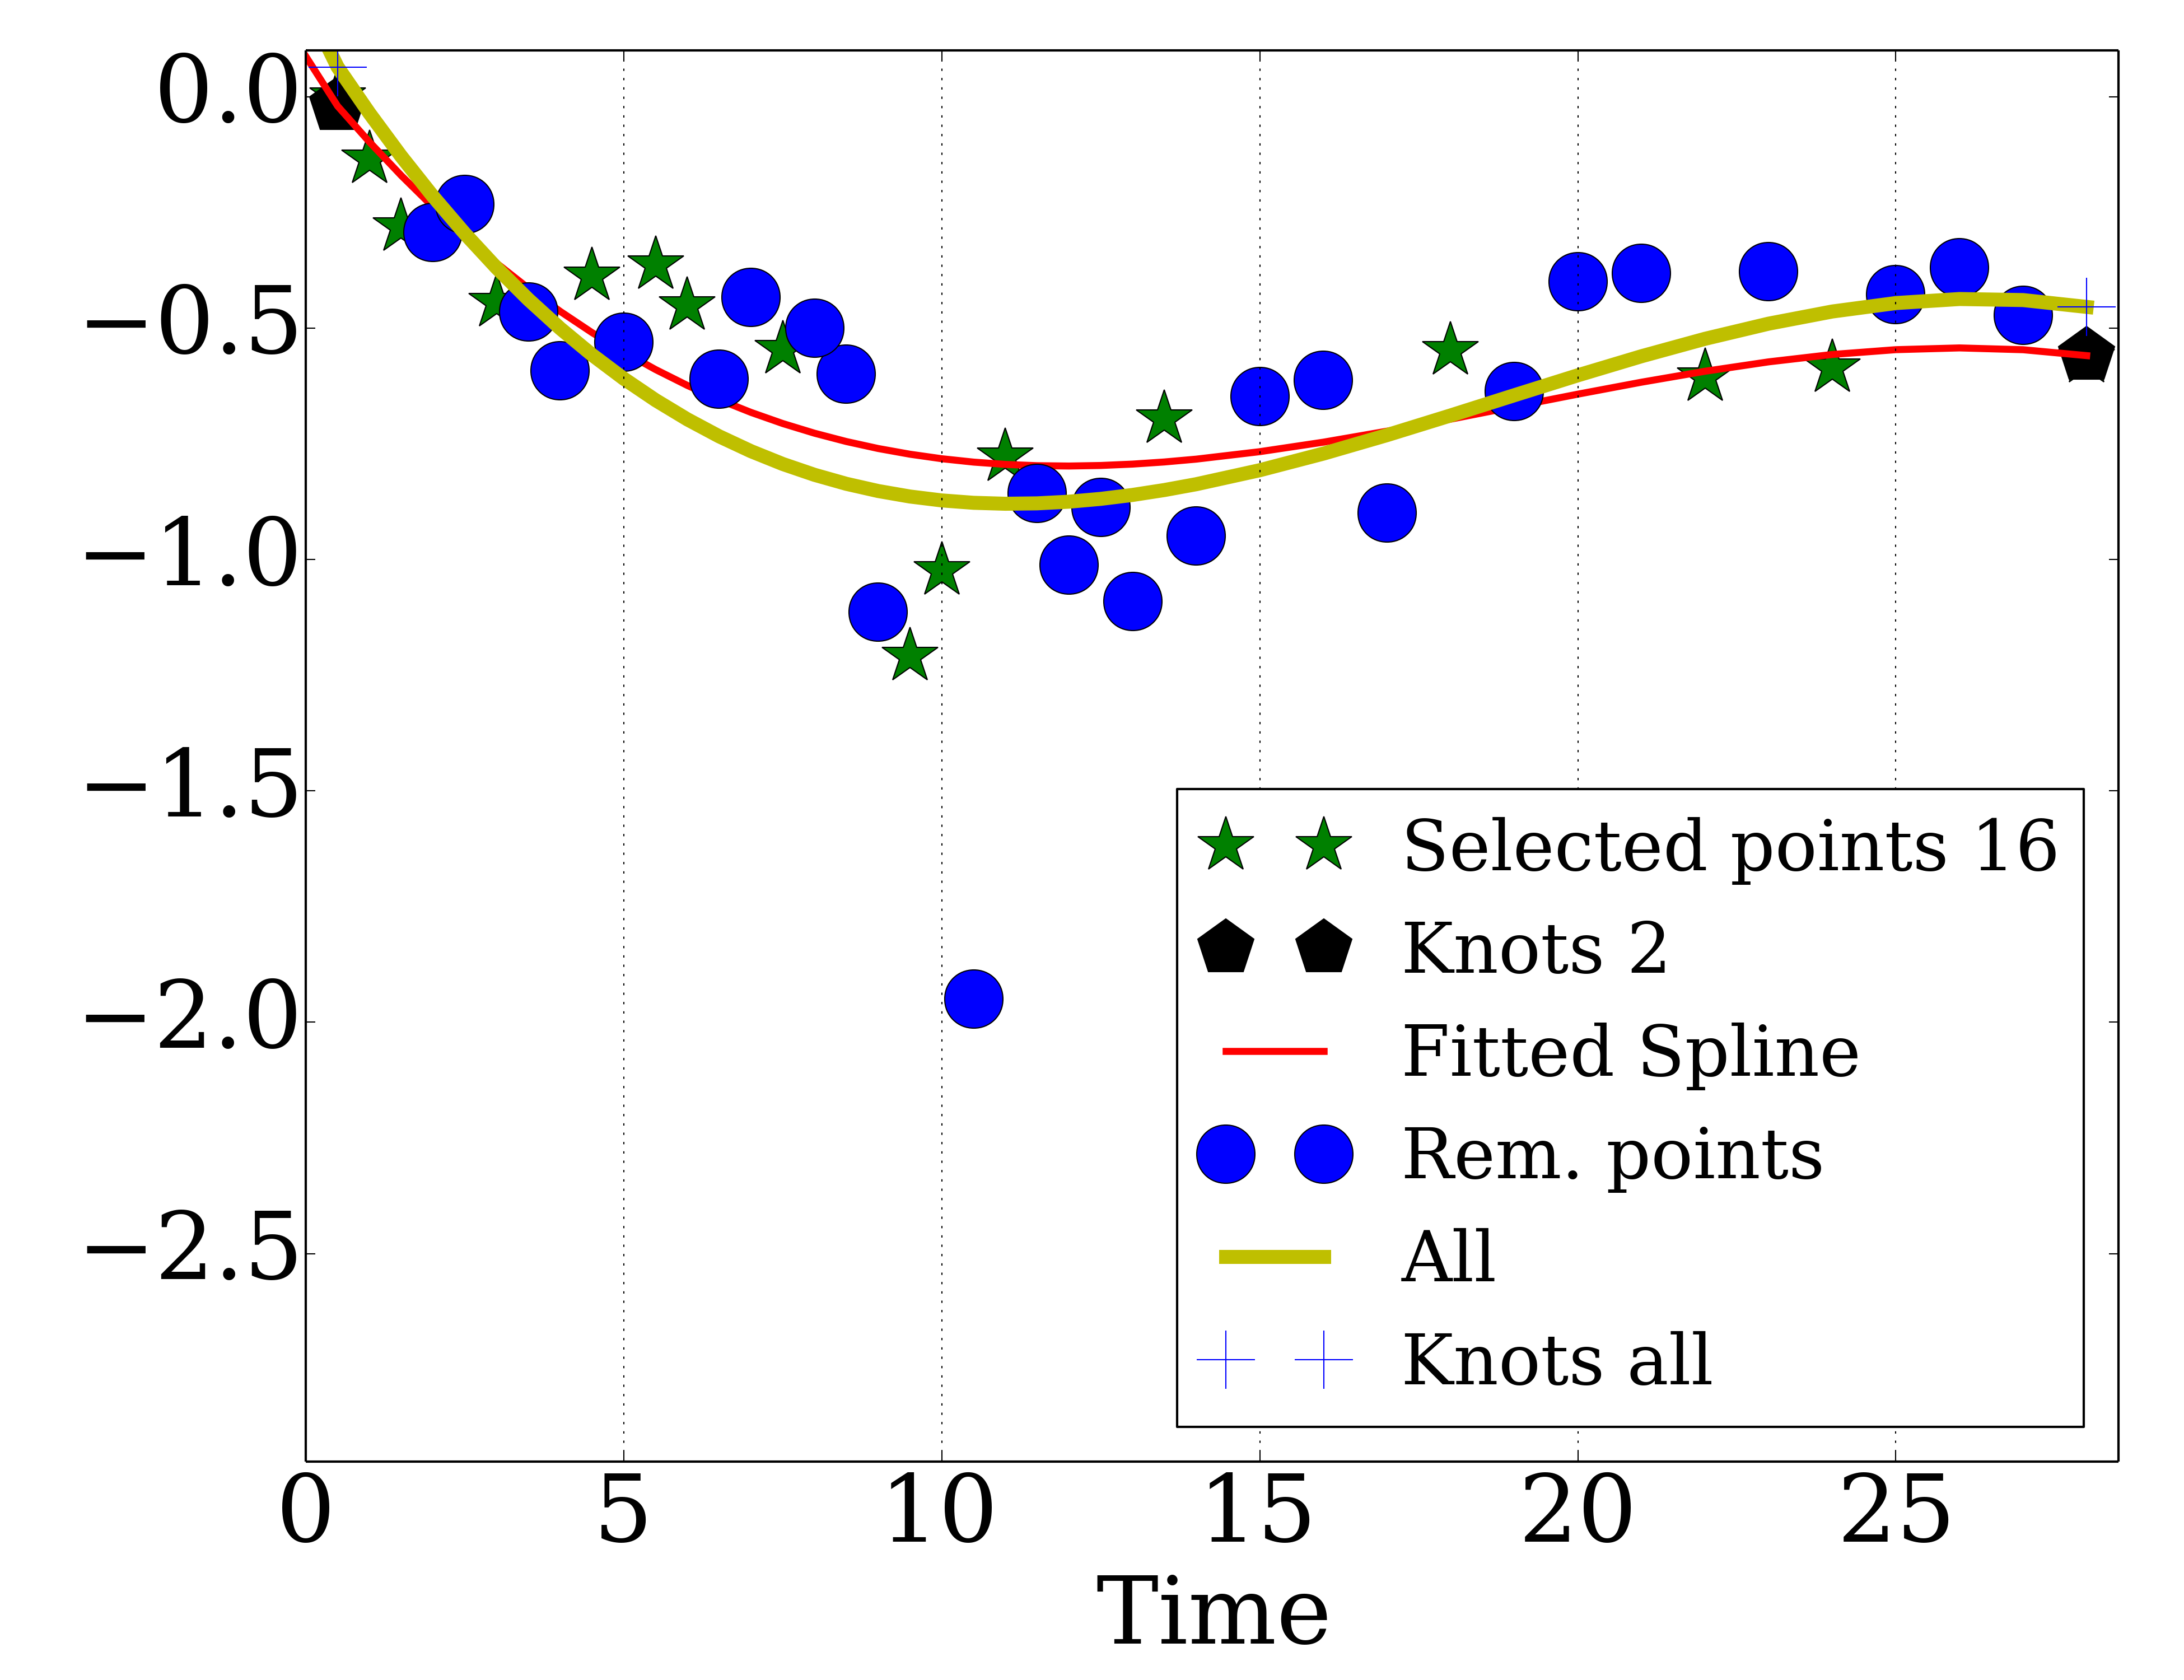 0.0
−0.5
−1.0
−1.5
−2.0
−2.5
Selected points 16
Knots 2
Fitted Spline
Rem. points
All
Knots all
0 5 10 15 20 25
Time